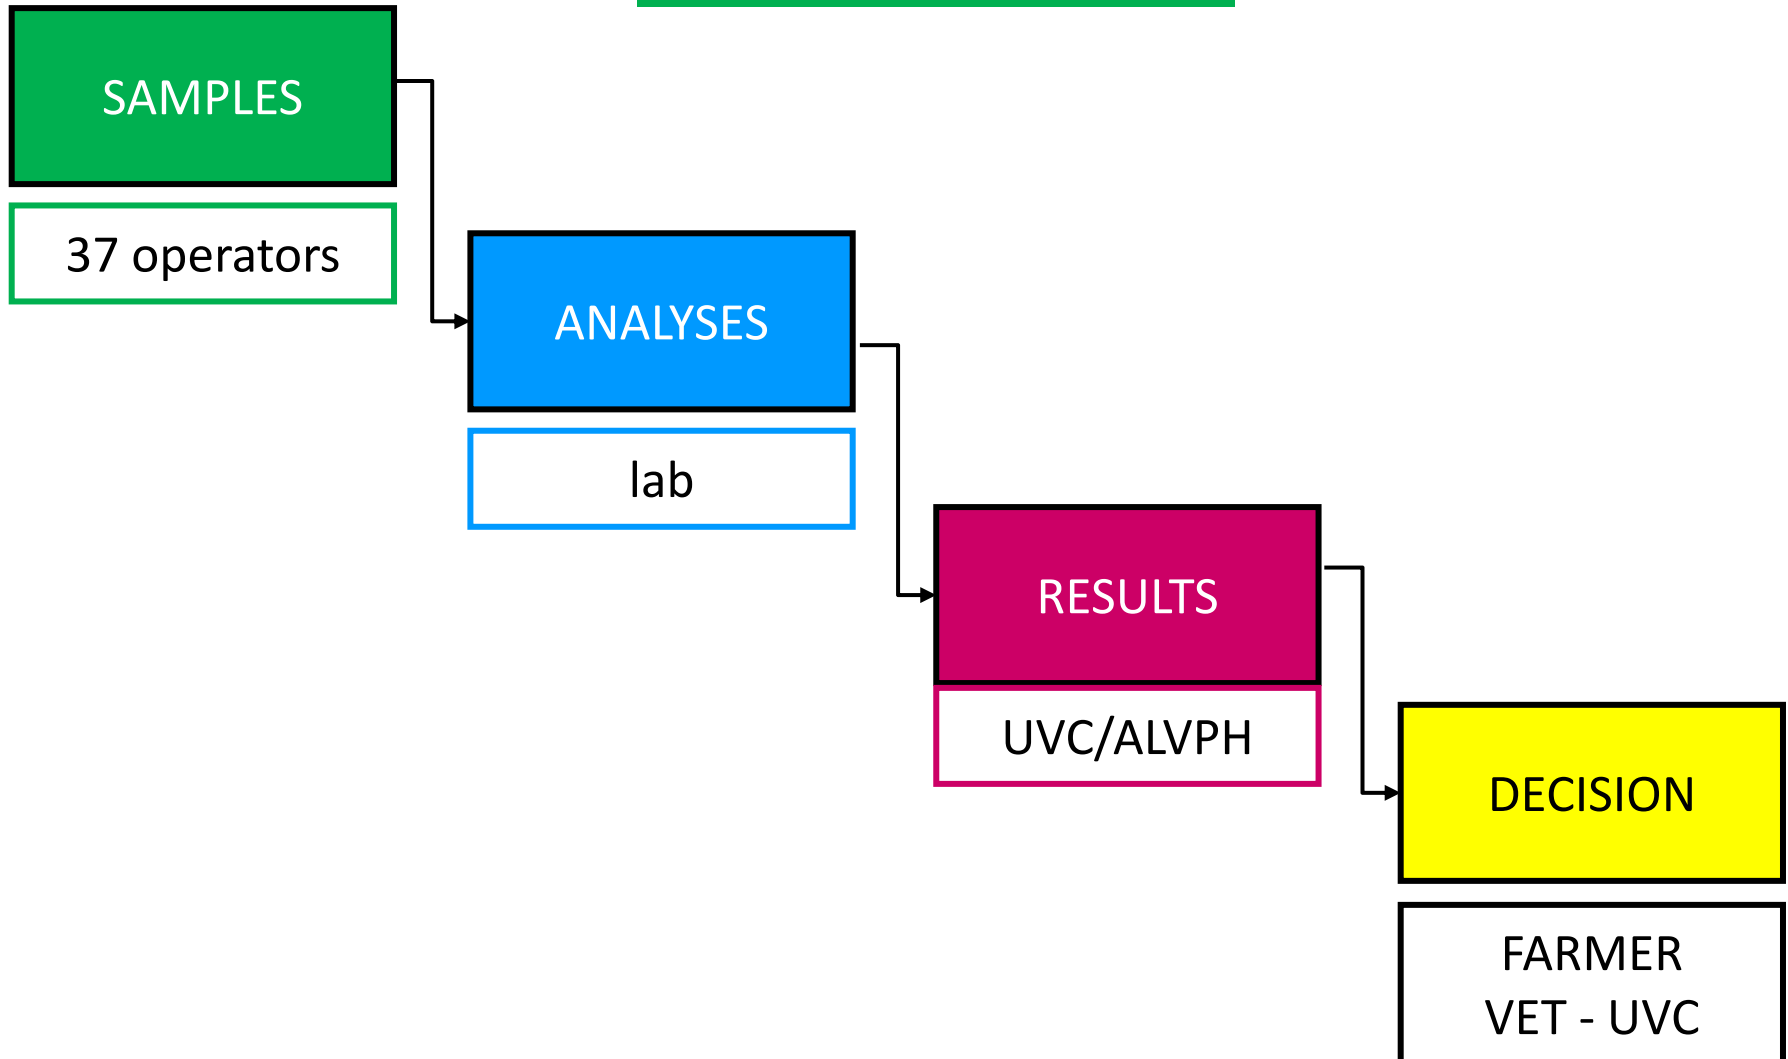 SAMPLES
37 operators
ANALYSES
lab
RESULTS
UVC/ALVPH
DECISION
FARMER
VET - UVC